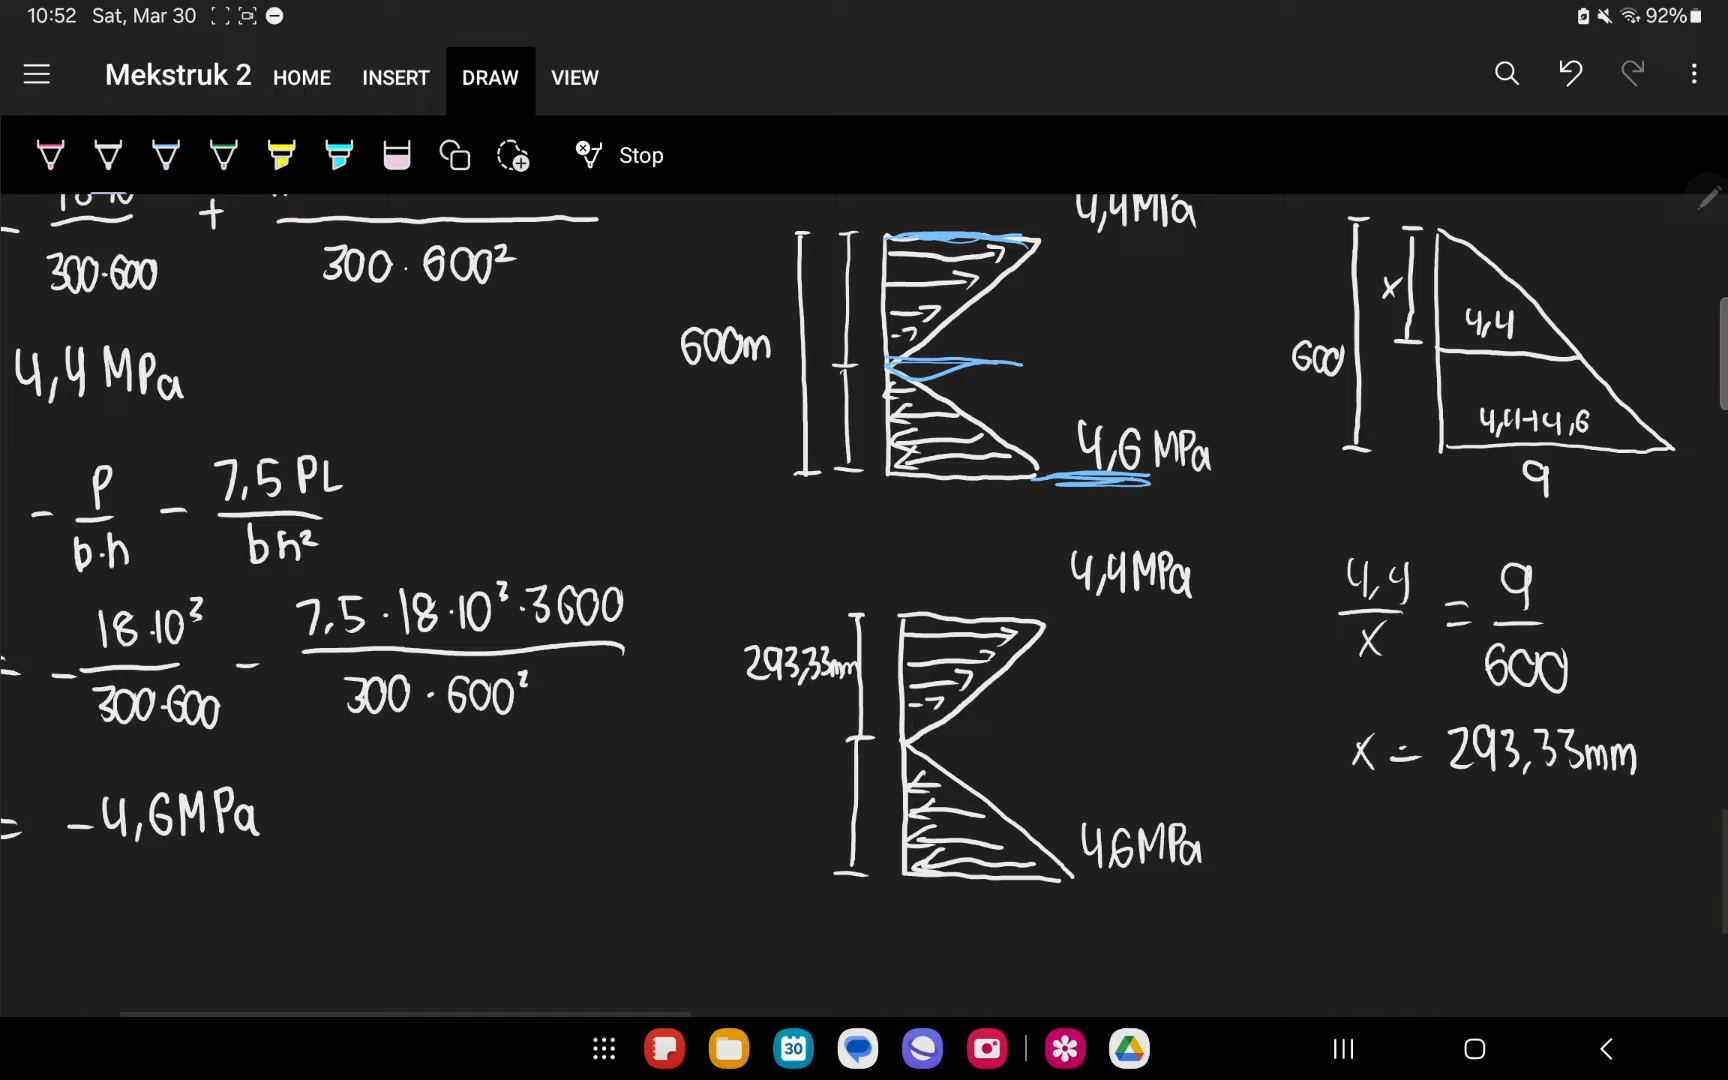 10:52 Sat, Mar 30
92%
Mekstruk 2 HOME INSERT DRAW VIEW
Stop
+
300·600
300 · 600²
4,4 MPa
- P/b·h - 7,5 PL/bh²
= - 18·10³/300·600 - 7,5·18·10³·3600/300·600²
= -4,6MPa
4,4MPa
600m
4,6 MPa
4,4MPa
293,33mm
4,6MPa
x
600
4,4
4,4+4,6
9
4,4/x = 9/600
x = 293,33mm
30